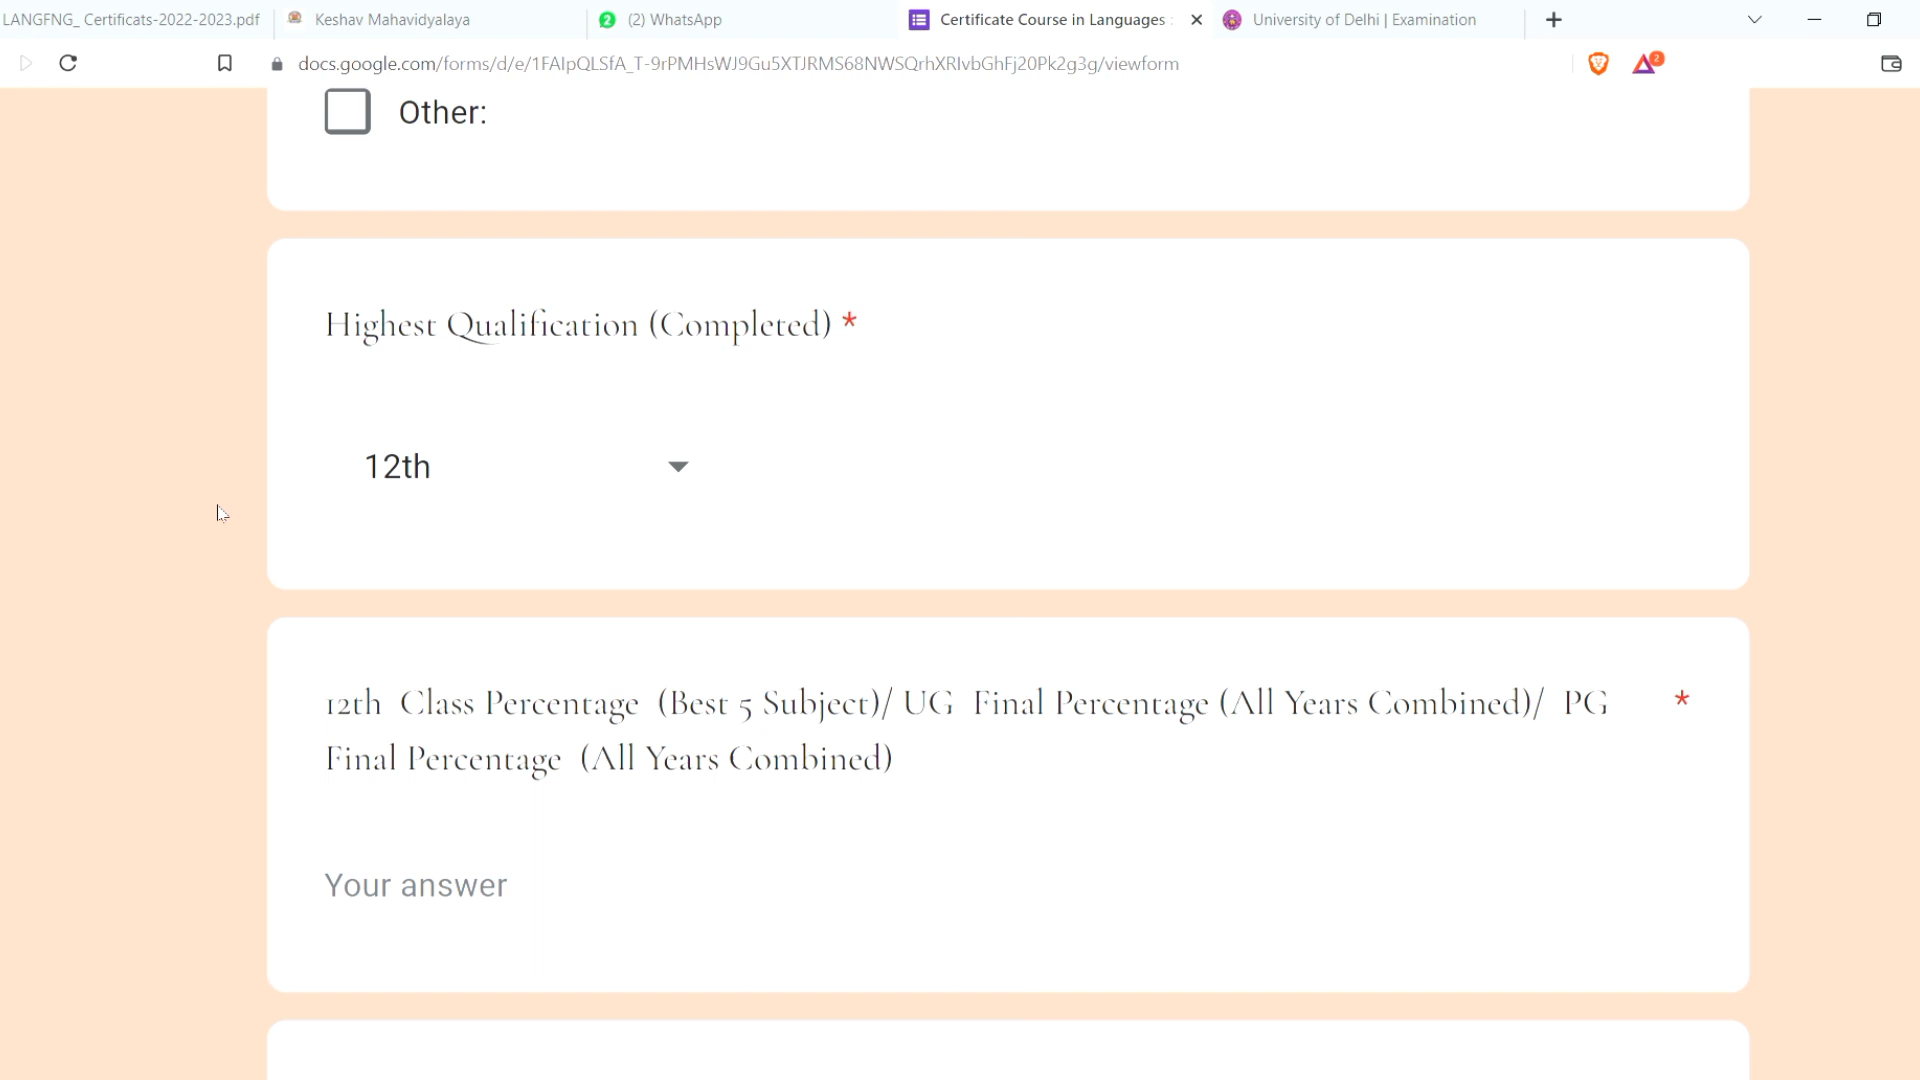 LANGFNG_ Certificats-2022-2023.pdf
Keshav Mahavidyalaya
2 (2) WhatsApp
Certificate Course in Languages :
University of Delhi | Examination
docs.google.com/forms/d/e/1FAIpQLSfA_T-9rPMHsWJ9Gu5XTJRMS68NWSQrhXRIvbGhFj20Pk2g3g/viewform
2
Other:
Highest Qualification (Completed) *
12th
12th Class Percentage (Best 5 Subject)/ UG Final Percentage (All Years Combined)/ PG *
Final Percentage (All Years Combined)
Your answer